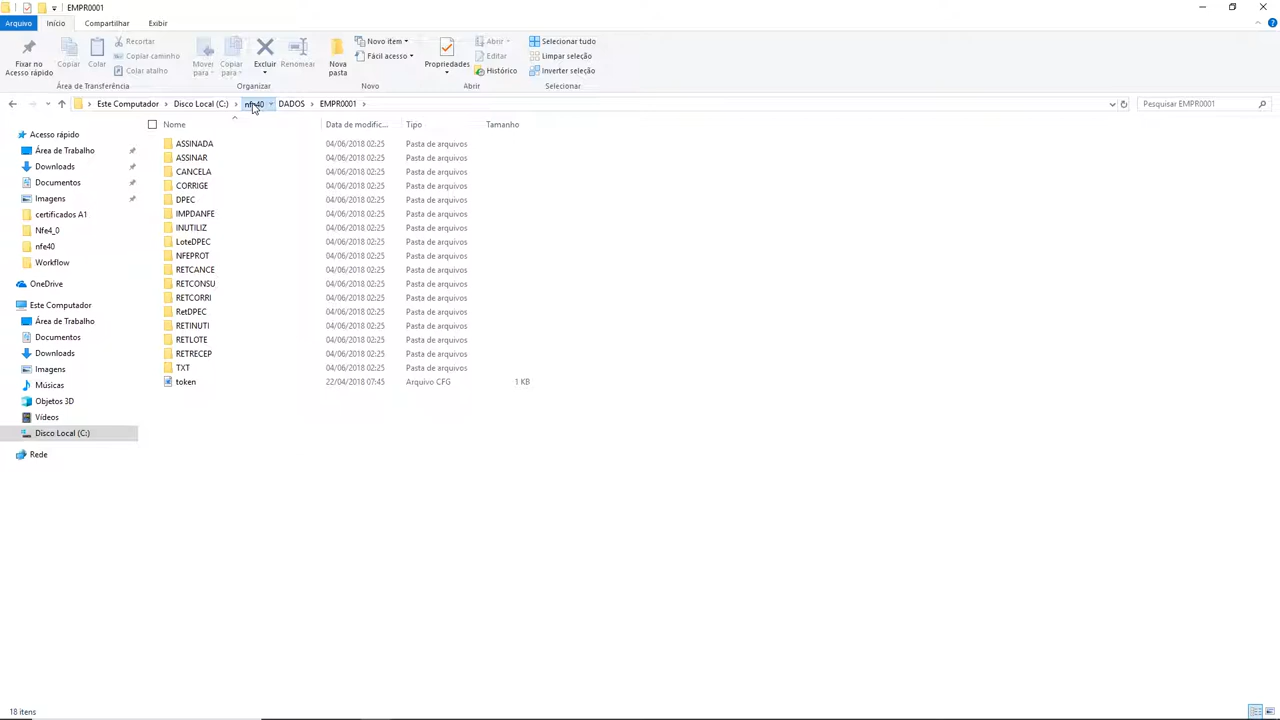 EMPR0001
Arquivo Início Compartilhar Exibir
Fixar no Acesso rápido
Copiar
Colar
Recortar
Copiar caminho
Colar atalho
Área de Transferência
Mover para
Copiar para
Excluir
Renomear
Organizar
Nova pasta
Novo item
Fácil acesso
Novo
Propriedades
Abrir
Editar
Histórico
Abrir
Selecionar tudo
Limpar seleção
Inverter seleção
Selecionar
Este Computador Disco Local (C:) nfe40 DADOS EMPR0001
Pesquisar EMPR0001
Acesso rápido
Área de Trabalho
Downloads
Documentos
Imagens
certificados A1
Nfe4_0
nfe40
Workflow
OneDrive
Este Computador
Área de Trabalho
Documentos
Downloads
Imagens
Músicas
Objetos 3D
Vídeos
Disco Local (C:)
Rede
Nome Data de modific... Tipo Tamanho
ASSINADA 04/06/2018 02:25 Pasta de arquivos
ASSINAR 04/06/2018 02:25 Pasta de arquivos
CANCELA 04/06/2018 02:25 Pasta de arquivos
CORRIGE 04/06/2018 02:25 Pasta de arquivos
DPEC 04/06/2018 02:25 Pasta de arquivos
IMPDANFE 04/06/2018 02:25 Pasta de arquivos
INUTILIZ 04/06/2018 02:25 Pasta de arquivos
LoteDPEC 04/06/2018 02:25 Pasta de arquivos
NFEPROT 04/06/2018 02:25 Pasta de arquivos
RETCANCE 04/06/2018 02:25 Pasta de arquivos
RETCONSU 04/06/2018 02:25 Pasta de arquivos
RETCORRI 04/06/2018 02:25 Pasta de arquivos
RetDPEC 04/06/2018 02:25 Pasta de arquivos
RETINUTI 04/06/2018 02:25 Pasta de arquivos
RETLOTE 04/06/2018 02:25 Pasta de arquivos
RETRECEP 04/06/2018 02:25 Pasta de arquivos
TXT 04/06/2018 02:25 Pasta de arquivos
token 22/04/2018 07:45 Arquivo CFG 1 KB
18 itens